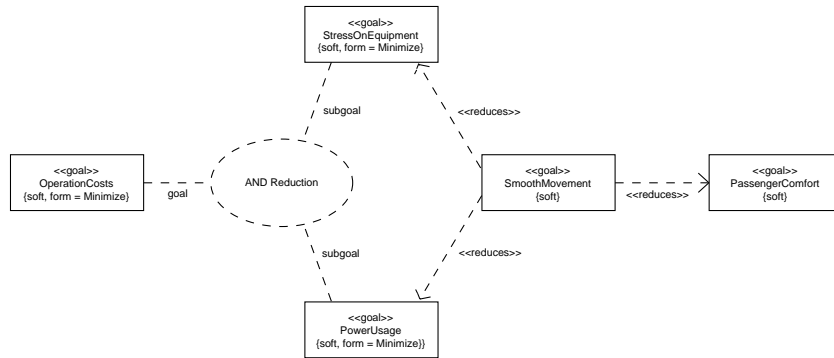 <<goal>>
StressOnEquipment
{soft, form = Minimize}
subgoal
<<reduces>>
<<goal>>
OperationCosts
{soft, form = Minimize}
goal
AND Reduction
<<goal>>
SmoothMovement
{soft}
<<reduces>>
<<goal>>
PassengerComfort
{soft}
subgoal
<<reduces>>
<<goal>>
PowerUsage
{soft, form = Minimize}}